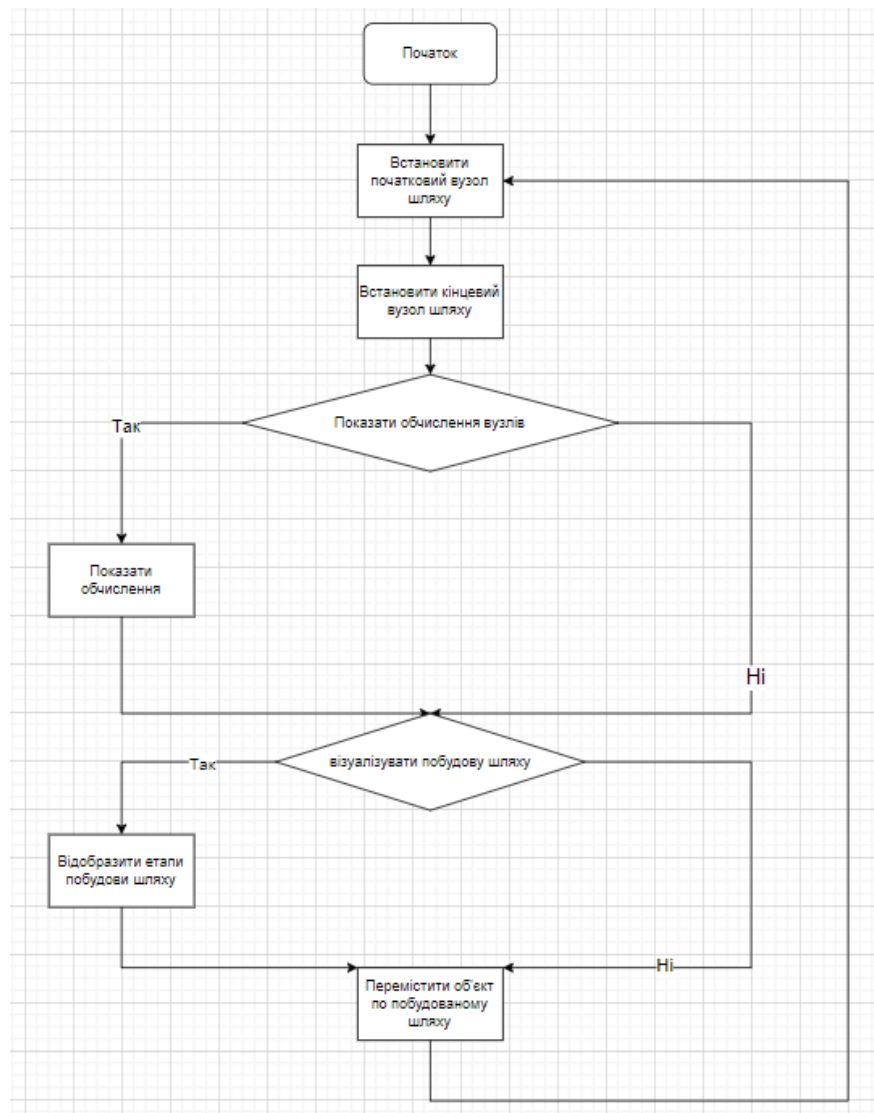 Початок
Встановити
початковий вузол
шляху
Встановити кінцевий
вузол шляху
Показати обчислення вузлів
Так
Показати
обчислення
Ні
візуалізувати побудову шляху
Так
Відобразити етапи
побудови шляху
Ні
Перемістити об'єкт
по побудованому
шляху